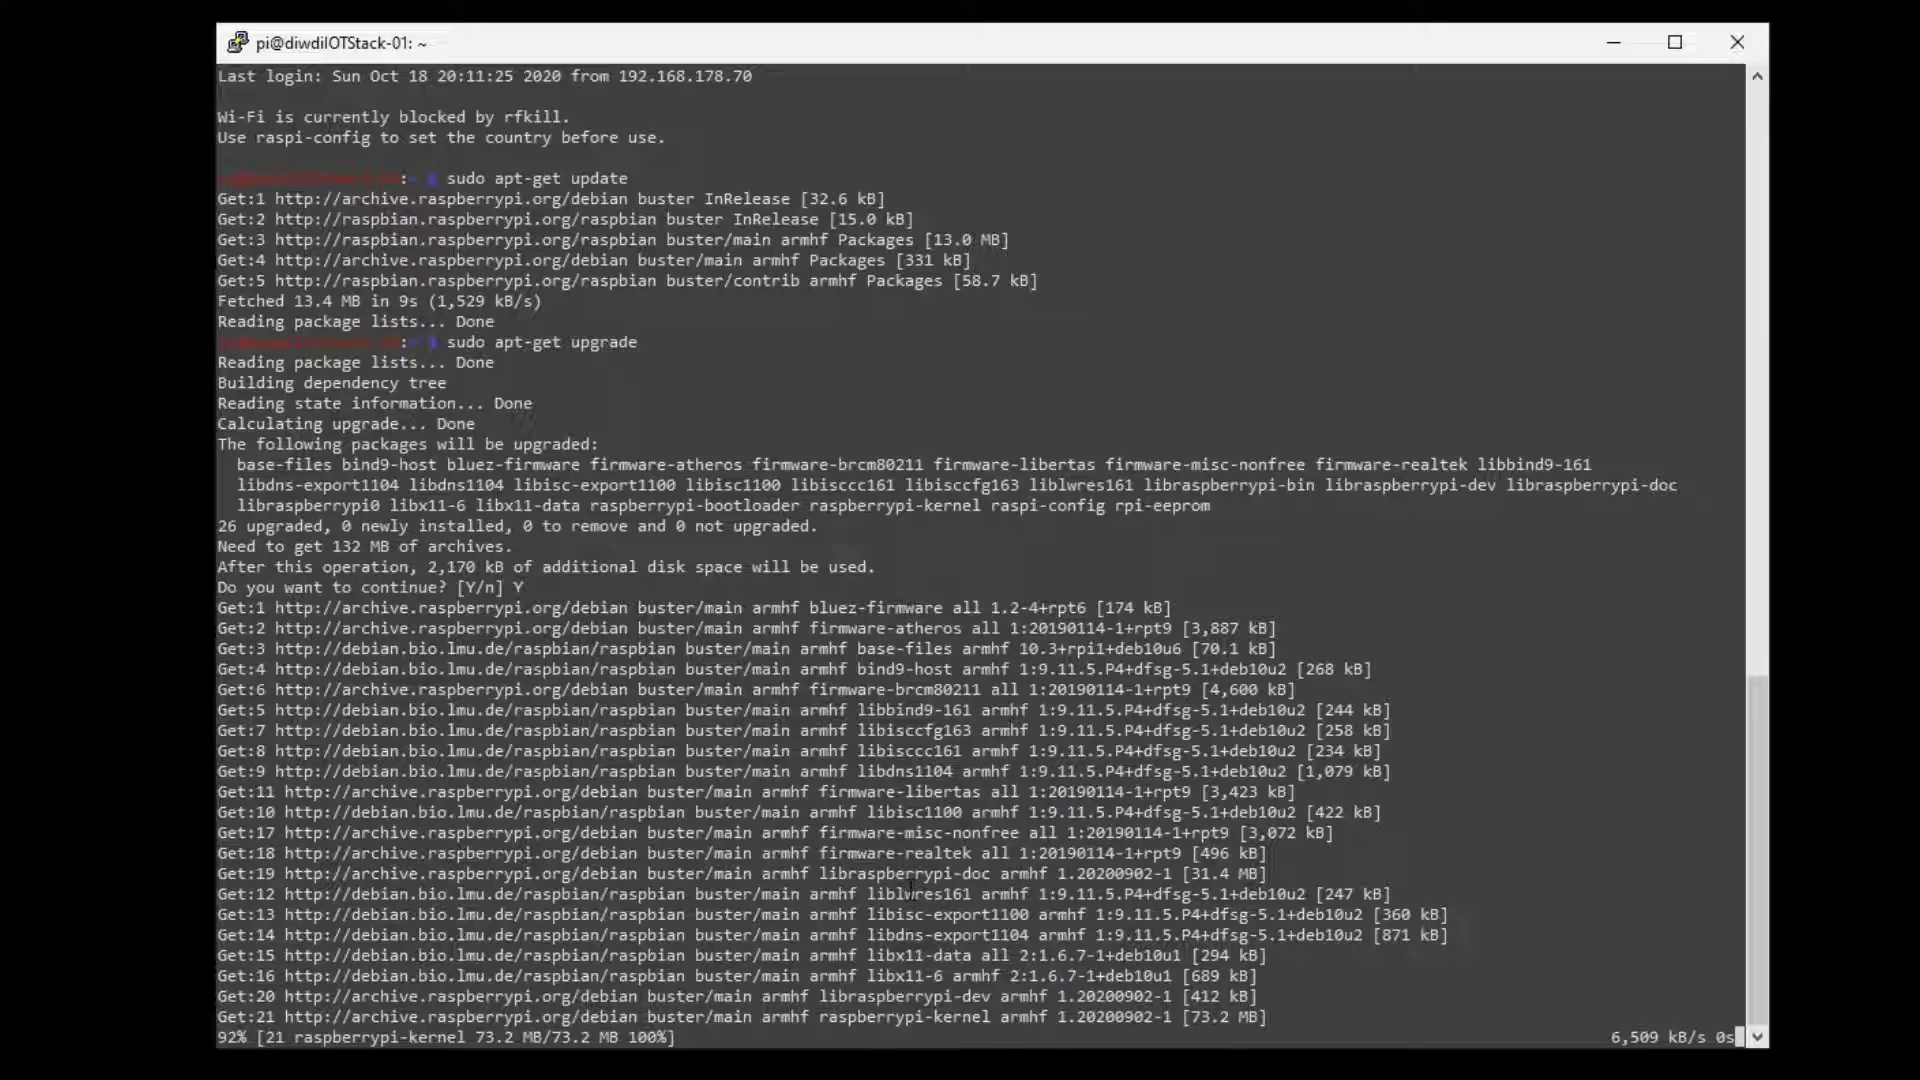 pi@diwdiIOTStack-01: ~
Last login: Sun Oct 18 20:11:25 2020 from 192.168.178.70
Wi-Fi is currently blocked by rfkill.
Use raspi-config to set the country before use.
sudo apt-get update
Get:1 http://archive.raspberrypi.org/debian buster InRelease [32.6 kB]
Get:2 http://raspbian.raspberrypi.org/raspbian buster InRelease [15.0 kB]
Get:3 http://raspbian.raspberrypi.org/raspbian buster/main armhf Packages [13.0 MB]
Get:4 http://archive.raspberrypi.org/debian buster/main armhf Packages [331 kB]
Get:5 http://raspbian.raspberrypi.org/raspbian buster/contrib armhf Packages [58.7 kB]
Fetched 13.4 MB in 9s (1,529 kB/s)
Reading package lists... Done
sudo apt-get upgrade
Reading package lists... Done
Building dependency tree
Reading state information... Done
Calculating upgrade... Done
The following packages will be upgraded:
base-files bind9-host bluez-firmware firmware-atheros firmware-brcm80211 firmware-libertas firmware-misc-nonfree firmware-realtek libbind9-161
libdns-export1104 libdns1104 libisc-export1100 libisc1100 libisccc161 libisccfg163 liblwres161 libraspberrypi-bin libraspberrypi-dev libraspberrypi-doc
libraspberrypi0 libx11-6 libx11-data raspberrypi-bootloader raspberrypi-kernel raspi-config rpi-eeprom
26 upgraded, 0 newly installed, 0 to remove and 0 not upgraded.
Need to get 132 MB of archives.
After this operation, 2,170 kB of additional disk space will be used.
Do you want to continue? [Y/n] Y
Get:1 http://archive.raspberrypi.org/debian buster/main armhf bluez-firmware all 1.2-4+rpt6 [174 kB]
Get:2 http://archive.raspberrypi.org/debian buster/main armhf firmware-atheros all 1:20190114-1+rpt9 [3,887 kB]
Get:3 http://debian.bio.lmu.de/raspbian/raspbian buster/main armhf base-files armhf 10.3+rpi1+deb10u6 [70.1 kB]
Get:4 http://debian.bio.lmu.de/raspbian/raspbian buster/main armhf bind9-host armhf 1:9.11.5.P4+dfsg-5.1+deb10u2 [268 kB]
Get:6 http://archive.raspberrypi.org/debian buster/main armhf firmware-brcm80211 all 1:20190114-1+rpt9 [4,600 kB]
Get:5 http://debian.bio.lmu.de/raspbian/raspbian buster/main armhf libbind9-161 armhf 1:9.11.5.P4+dfsg-5.1+deb10u2 [244 kB]
Get:7 http://debian.bio.lmu.de/raspbian/raspbian buster/main armhf libisccfg163 armhf 1:9.11.5.P4+dfsg-5.1+deb10u2 [258 kB]
Get:8 http://debian.bio.lmu.de/raspbian/raspbian buster/main armhf libisccc161 armhf 1:9.11.5.P4+dfsg-5.1+deb10u2 [234 kB]
Get:9 http://debian.bio.lmu.de/raspbian/raspbian buster/main armhf libdns1104 armhf 1:9.11.5.P4+dfsg-5.1+deb10u2 [1,079 kB]
Get:11 http://archive.raspberrypi.org/debian buster/main armhf firmware-libertas all 1:20190114-1+rpt9 [3,423 kB]
Get:10 http://debian.bio.lmu.de/raspbian/raspbian buster/main armhf libisc1100 armhf 1:9.11.5.P4+dfsg-5.1+deb10u2 [422 kB]
Get:17 http://archive.raspberrypi.org/debian buster/main armhf firmware-misc-nonfree all 1:20190114-1+rpt9 [3,072 kB]
Get:18 http://archive.raspberrypi.org/debian buster/main armhf firmware-realtek all 1:20190114-1+rpt9 [496 kB]
Get:19 http://archive.raspberrypi.org/debian buster/main armhf libraspberrypi-doc armhf 1.20200902-1 [31.4 MB]
Get:12 http://debian.bio.lmu.de/raspbian/raspbian buster/main armhf liblwres161 armhf 1:9.11.5.P4+dfsg-5.1+deb10u2 [247 kB]
Get:13 http://debian.bio.lmu.de/raspbian/raspbian buster/main armhf libisc-export1100 armhf 1:9.11.5.P4+dfsg-5.1+deb10u2 [360 kB]
Get:14 http://debian.bio.lmu.de/raspbian/raspbian buster/main armhf libdns-export1104 armhf 1:9.11.5.P4+dfsg-5.1+deb10u2 [871 kB]
Get:15 http://debian.bio.lmu.de/raspbian/raspbian buster/main armhf libx11-data all 2:1.6.7-1+deb10u1 [294 kB]
Get:16 http://debian.bio.lmu.de/raspbian/raspbian buster/main armhf libx11-6 armhf 2:1.6.7-1+deb10u1 [689 kB]
Get:20 http://archive.raspberrypi.org/debian buster/main armhf libraspberrypi-dev armhf 1.20200902-1 [412 kB]
Get:21 http://archive.raspberrypi.org/debian buster/main armhf raspberrypi-kernel armhf 1.20200902-1 [73.2 MB]
92% [21 raspberrypi-kernel 73.2 MB/73.2 MB 100%] 6,509 kB/s 0s